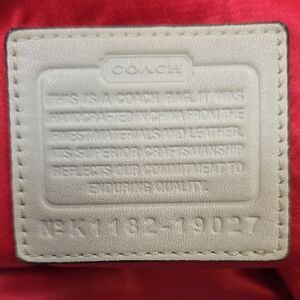 COACH
THIS IS A COACH BAG. IT WAS
HANDCRAFTED IN CHINA FROM THE
FINEST MATERIALS AND LEATHER.
ITS SUPERIOR CRAFTSMANSHIP
REFLECTS OUR COMMITMENT TO
ENDURING QUALITY.
Nº K1182-19027